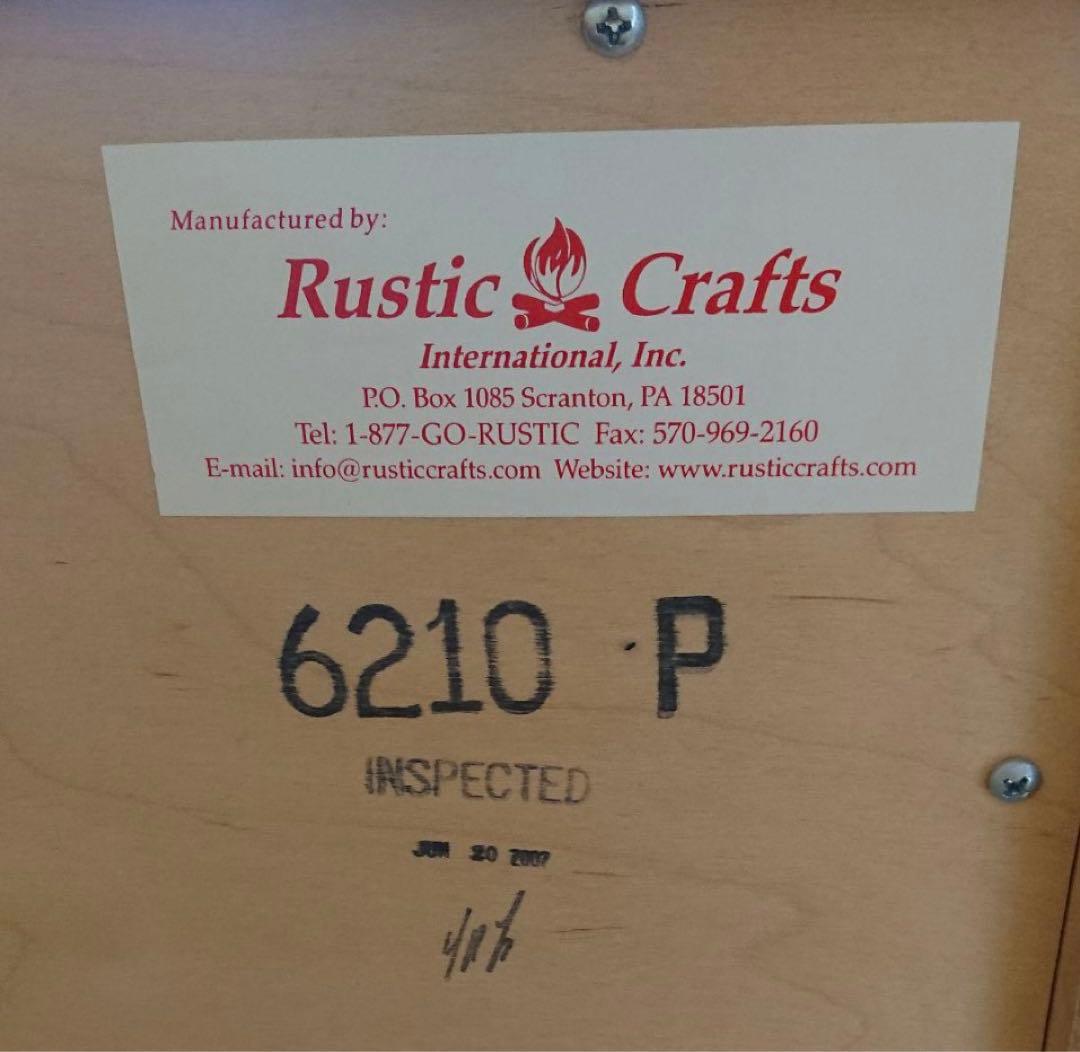 Manufactured by:
Rustic Crafts
International, Inc.
P.O. Box 1085 Scranton, PA 18501
Tel: 1-877-GO-RUSTIC Fax: 570-969-2160
E-mail: info@rusticcrafts.com Website: www.rusticcrafts.com
6210 P
INSPECTED
JUN 20 2007